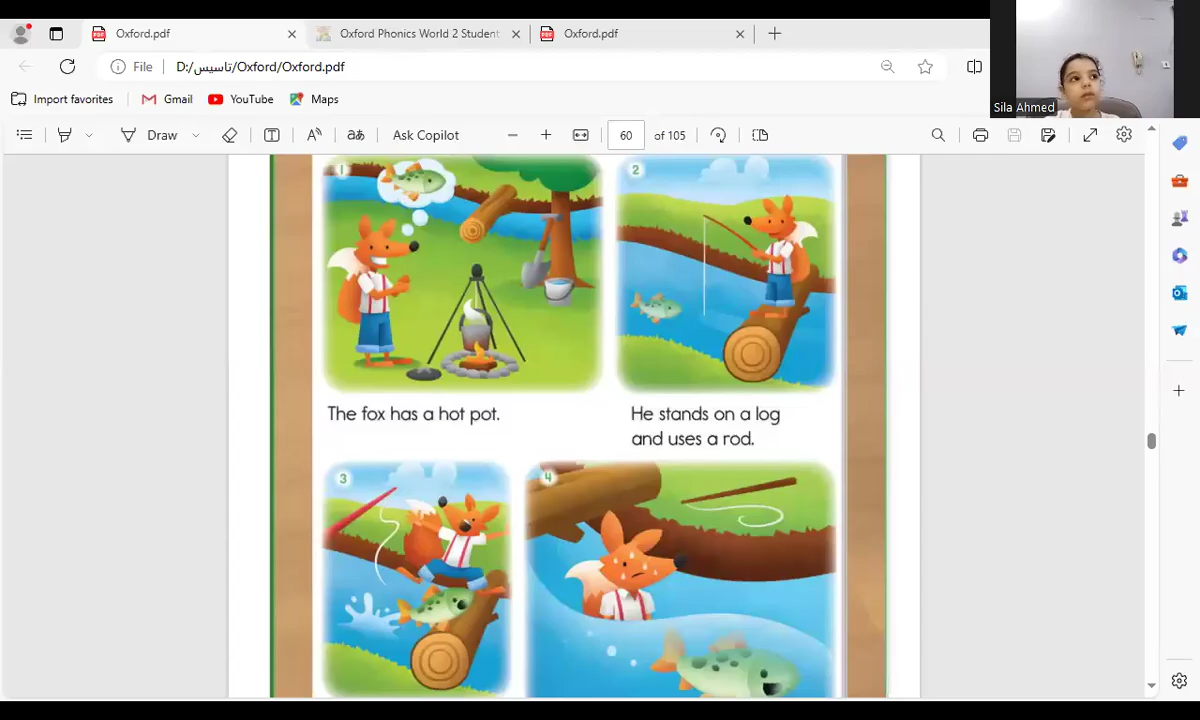 Oxford.pdf
Oxford Phonics World 2 Student
Oxford.pdf
File
D:/تاسيس/Oxford/Oxford.pdf
Import favorites
Gmail
YouTube
Maps
Draw
Ask Copilot
60 of 105
Sila Ahmed
1
2
The fox has a hot pot.
He stands on a log
and uses a rod.
3
4